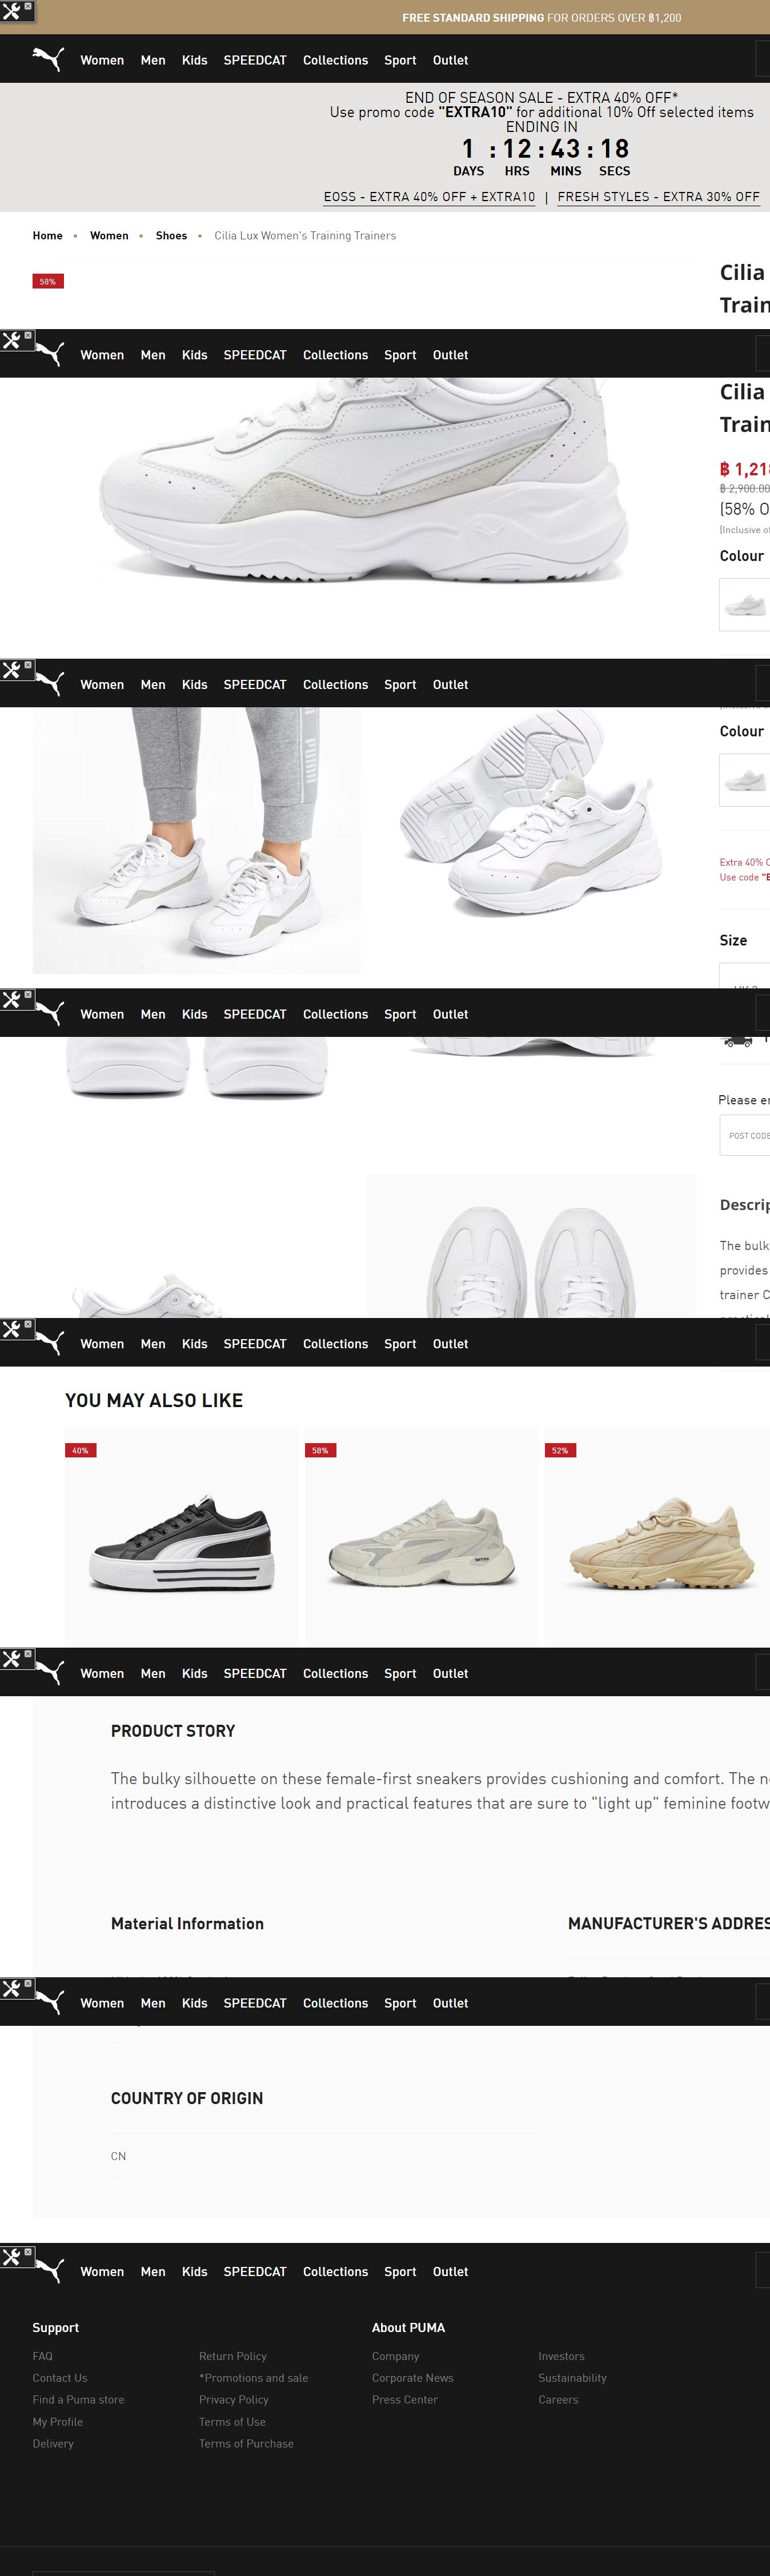 FREE STANDARD SHIPPING FOR ORDERS OVER ฿1,200
Women Men Kids SPEEDCAT Collections Sport Outlet
END OF SEASON SALE - EXTRA 40% OFF*
Use promo code "EXTRA10" for additional 10% Off selected items
ENDING IN
1 : 12 : 43 : 18
DAYS HRS MINS SECS
EOSS - EXTRA 40% OFF + EXTRA10 | FRESH STYLES - EXTRA 30% OFF
Home • Women • Shoes • Cilia Lux Women's Training Trainers
58%
Cilia
Train
Women Men Kids SPEEDCAT Collections Sport Outlet
Cilia
Train
฿ 1,218
฿ 2,900.00
(58% O
(Inclusive of
Colour
Women Men Kids SPEEDCAT Collections Sport Outlet
Colour
PUMA
Extra 40% O
Use code "E
Size
Women Men Kids SPEEDCAT Collections Sport Outlet
Please en
POST CODE
Descrip
The bulk
provides
trainer C
Women Men Kids SPEEDCAT Collections Sport Outlet
YOU MAY ALSO LIKE
40%
58%
52%
Women Men Kids SPEEDCAT Collections Sport Outlet
PRODUCT STORY
The bulky silhouette on these female-first sneakers provides cushioning and comfort. The n
introduces a distinctive look and practical features that are sure to "light up" feminine footw
Material Information
MANUFACTURER'S ADDRES
Women Men Kids SPEEDCAT Collections Sport Outlet
COUNTRY OF ORIGIN
CN
Women Men Kids SPEEDCAT Collections Sport Outlet
Support
FAQ
Contact Us
Find a Puma store
My Profile
Delivery
Return Policy
*Promotions and sale
Privacy Policy
Terms of Use
Terms of Purchase
About PUMA
Company
Corporate News
Press Center
Investors
Sustainability
Careers